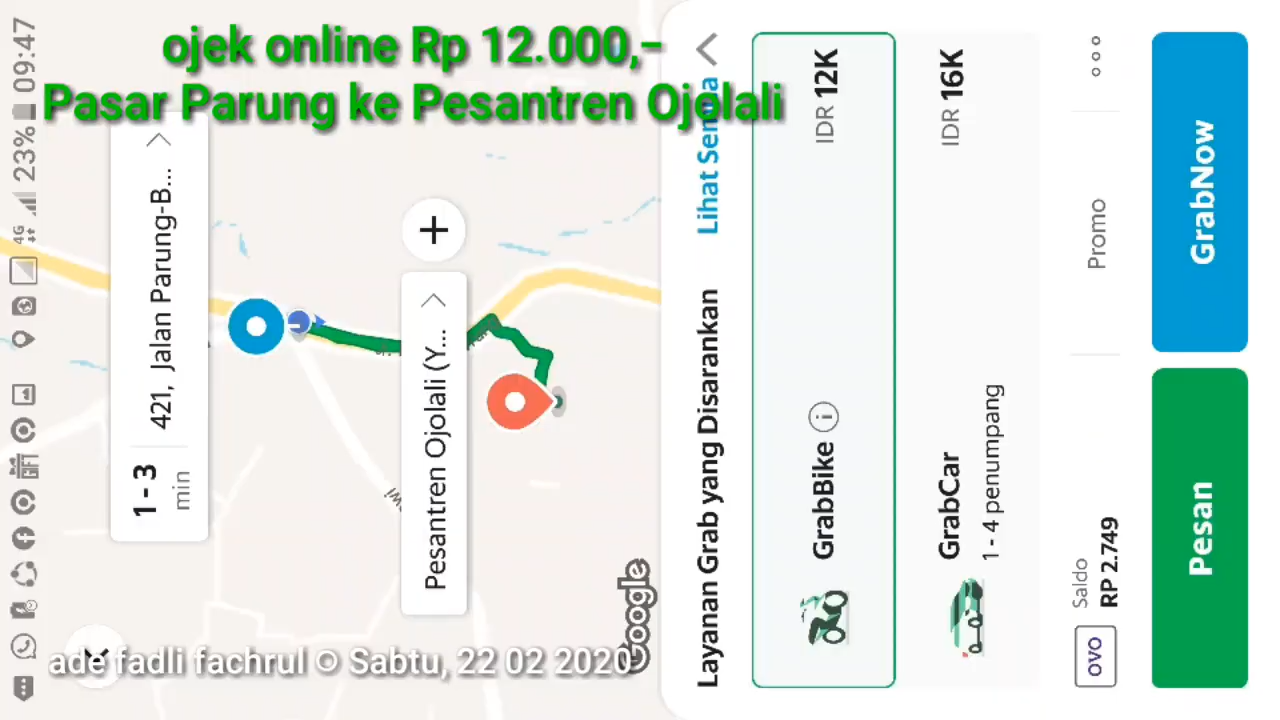 ojek online Rp 12.000,-
Pasar Parung ke Pesantren Ojolali
4G 23% 09:47
1 - 3
min
421, Jalan Parung-B...
Pesantren Ojolali (Y...
Google
Layanan Grab yang Disarankan
GrabBike
IDR 12K
GrabCar
IDR 16K
1 - 4 penumpang
OVO
Saldo
RP 2.749
Promo
Pesan
GrabNow
ade fadli fachrul © Sabtu, 22 02 2020